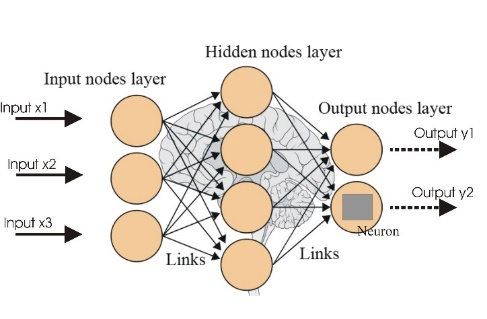 Hidden nodes layer
Input nodes layer
Output nodes layer
Input x1
Input x2
Input x3
Output y1
Output y2
Neuron
Links
Links